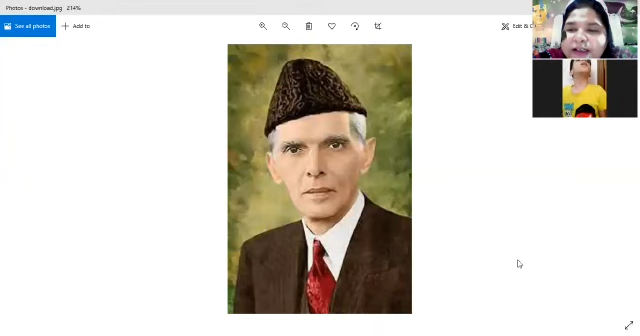 Photos - download.jpg 214%
See all photos
Add to
Edit &